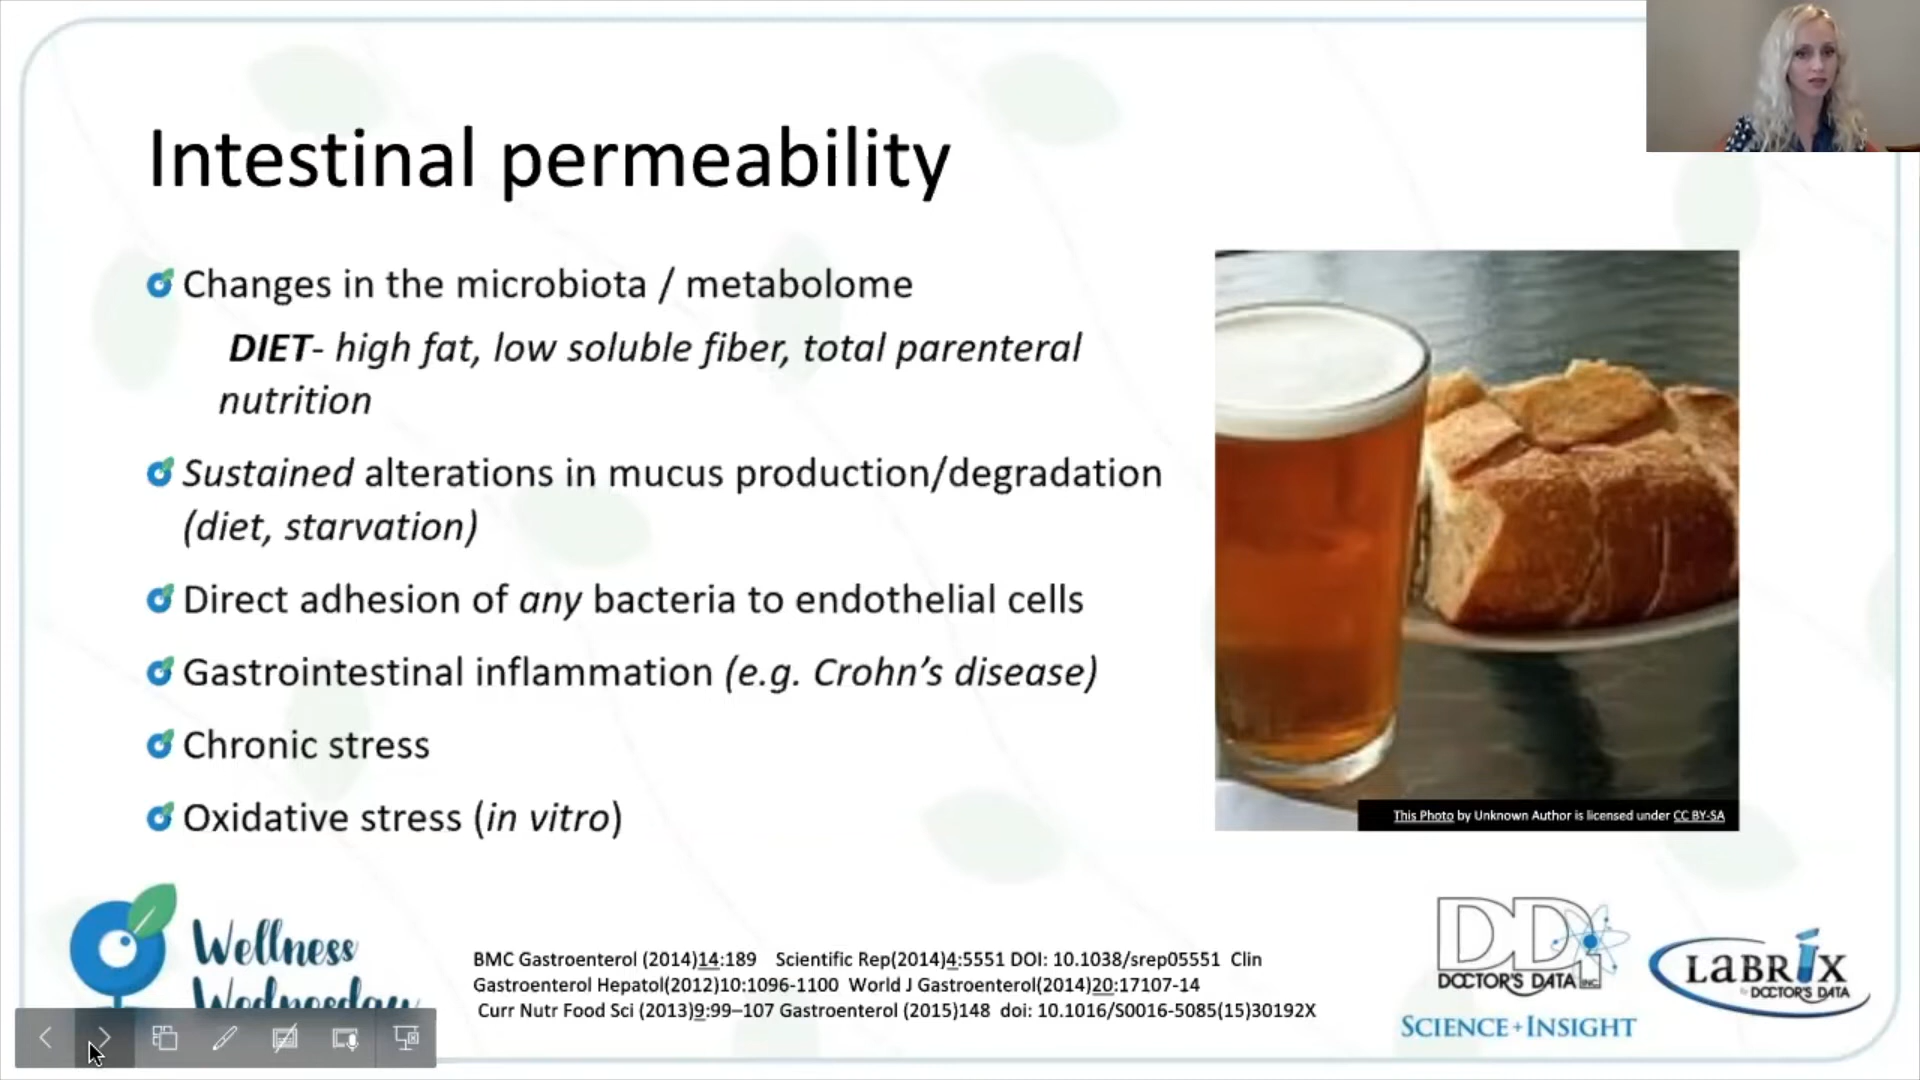 Intestinal permeability
Changes in the microbiota / metabolome
DIET- high fat, low soluble fiber, total parenteral
nutrition
Sustained alterations in mucus production/degradation
(diet, starvation)
Direct adhesion of any bacteria to endothelial cells
Gastrointestinal inflammation (e.g. Crohn's disease)
Chronic stress
Oxidative stress (in vitro)
This Photo by Unknown Author is licensed under CC BY-SA
Wellness
Wednesday
BMC Gastroenterol (2014)14:189 Scientific Rep(2014)4:5551 DOI: 10.1038/srep05551 Clin
Gastroenterol Hepatol(2012)10:1096-1100 World J Gastroenterol(2014)20:17107-14
Curr Nutr Food Sci (2013)9:99–107 Gastroenterol (2015)148 doi: 10.1016/S0016-5085(15)30192X
DDI
DOCTOR'S DATA INC
SCIENCE+INSIGHT
LABRIX
by DOCTOR'S DATA